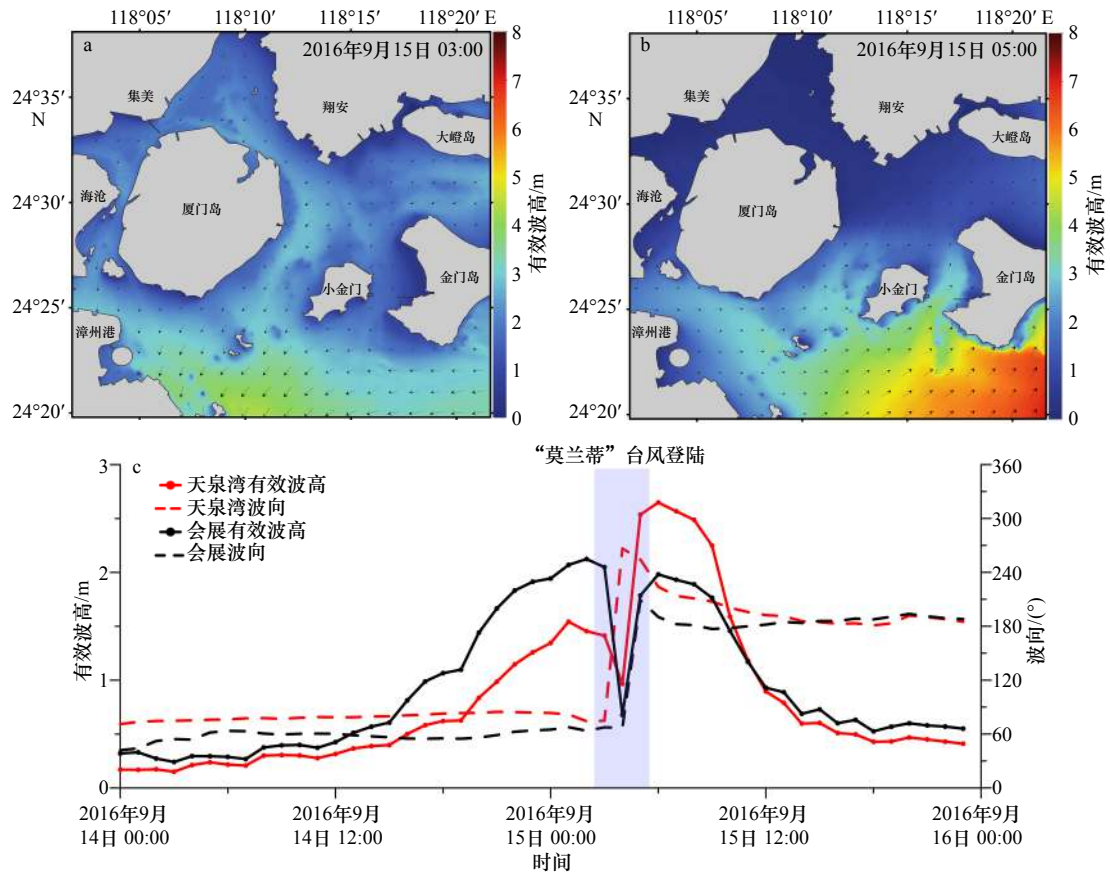 118°05′
118°10′
118°15′
118°20′ E
a
2016年9月15日 03:00
24°35′
N
24°30′
24°25′
24°20′
集美
翔安
大嶝岛
海沧
厦门岛
小金门
金门岛
漳州港
8
7
6
5
4
3
2
1
0
有效波高/m
118°05′
118°10′
118°15′
118°20′ E
b
2016年9月15日 05:00
24°35′
N
24°30′
24°25′
24°20′
集美
翔安
大嶝岛
海沧
厦门岛
小金门
金门岛
漳州港
8
7
6
5
4
3
2
1
0
有效波高/m
“莫兰蒂”台风登陆
c
天泉湾有效波高
天泉湾波向
会展有效波高
会展波向
3
2
1
0
有效波高/m
360
300
240
180
120
60
0
波向/(°)
2016年9月
14日 00:00
2016年9月
14日 12:00
2016年9月
15日 00:00
2016年9月
15日 12:00
2016年9月
16日 00:00
时间